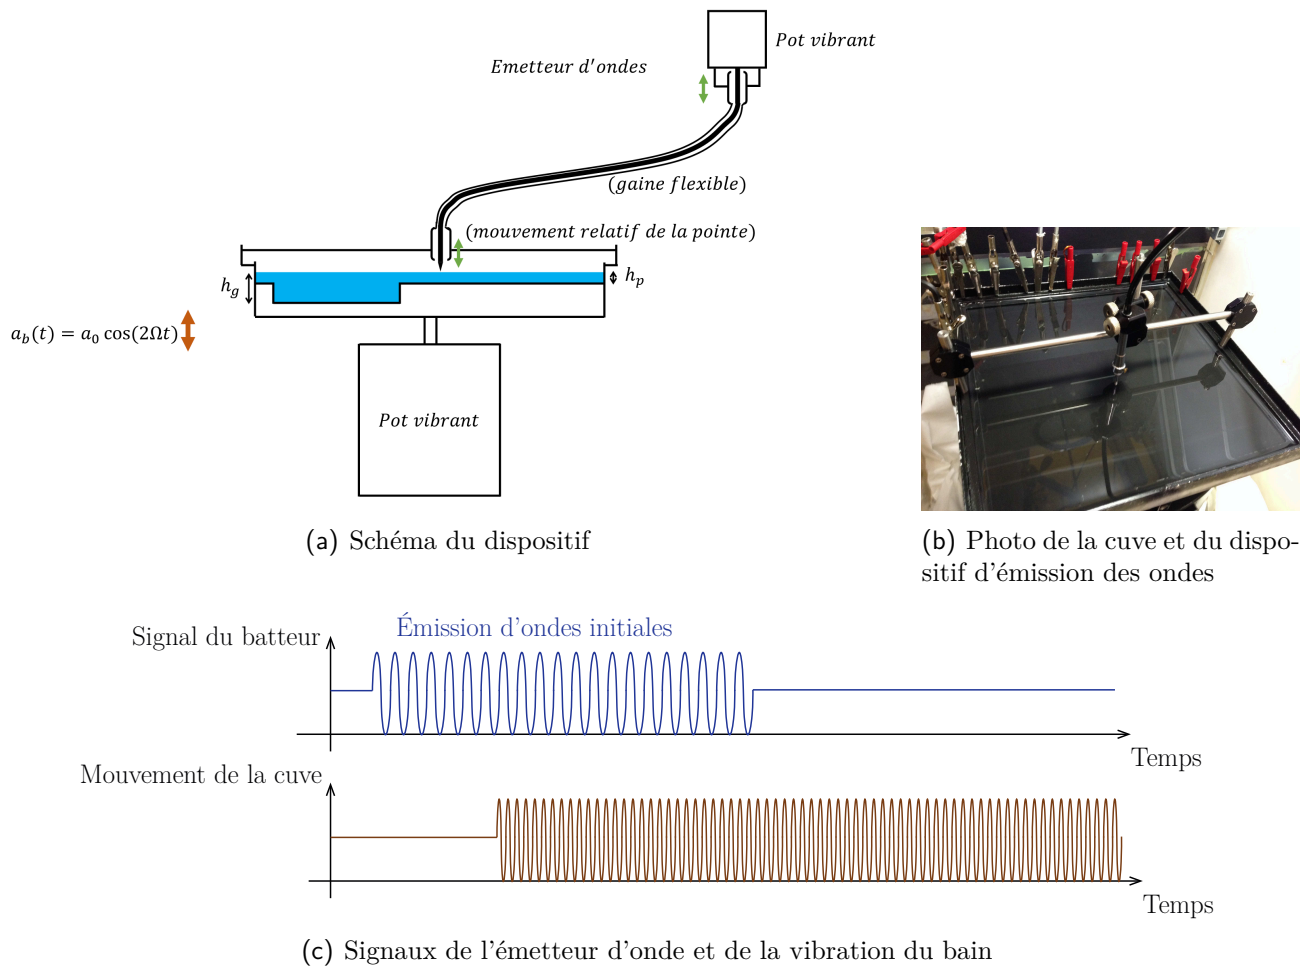 Pot vibrant
Emetteur d'ondes
(gaine flexible)
(mouvement relatif de la pointe)
h_g
h_p
a_b(t) = a_0 cos(2Ωt)
Pot vibrant
(a) Schéma du dispositif
(b) Photo de la cuve et du dispo-
sitif d'émission des ondes
Émission d'ondes initiales
Signal du batteur
Temps
Mouvement de la cuve
Temps
(c) Signaux de l'émetteur d'onde et de la vibration du bain